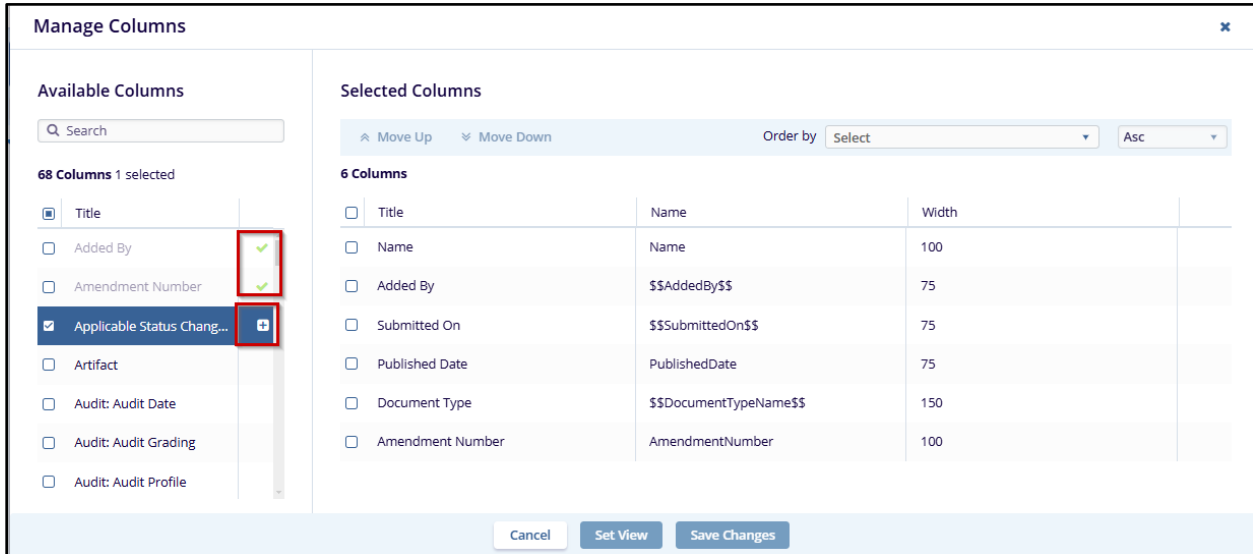 Manage Columns
Available Columns
Search
68 Columns 1 selected
Title
Added By
Amendment Number
Applicable Status Chang...
Artifact
Audit: Audit Date
Audit: Audit Grading
Audit: Audit Profile
Selected Columns
Move Up Move Down Order by Select Asc
6 Columns
Title Name Width
Name Name 100
Added By $$AddedBy$$ 75
Submitted On $$SubmittedOn$$ 75
Published Date PublishedDate 75
Document Type $$DocumentTypeName$$ 150
Amendment Number AmendmentNumber 100
Cancel Set View Save Changes